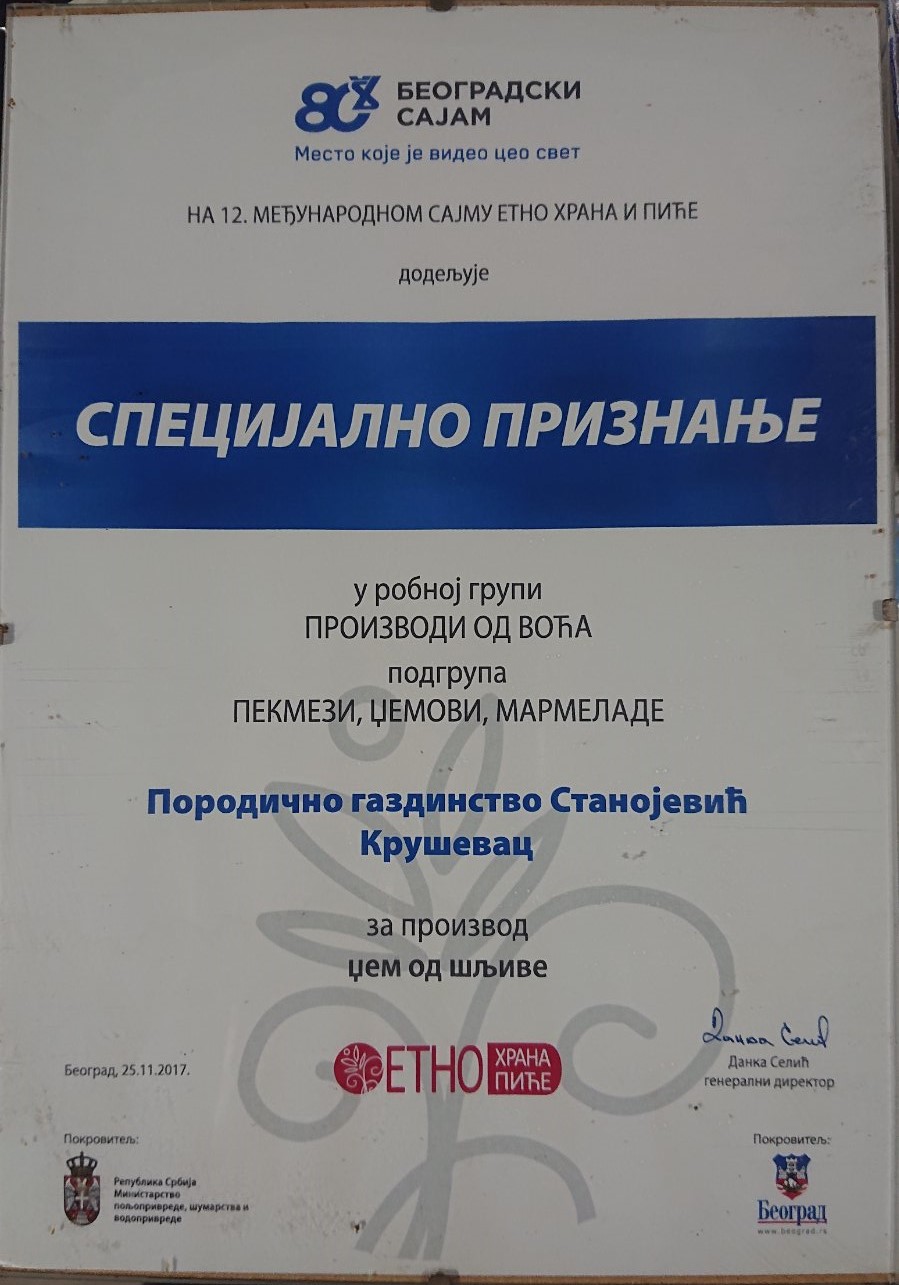 80
БЕОГРАДСКИ
САЈАМ
Место које је видео цео свет
НА 12. МЕЂУНАРОДНОМ САЈМУ ЕТНО ХРАНА И ПИЋЕ
додељује
СПЕЦИЈАЛНО ПРИЗНАЊЕ
у робној групи
ПРОИЗВОДИ ОД ВОЋА
подгрупа
ПЕКМЕЗИ, ЏЕМОВИ, МАРМЕЛАДЕ
Породично газдинство Станојевић
Крушевац
за производ
џем од шљиве
Београд, 25.11.2017.
ЕТНО
ХРАНА
ПИЋЕ
Данка Селић
Данка Селић
генерални директор
Покровитељ:
Република Србија
Министарство
пољопривреде, шумарства и
водопривреде
Покровитељ:
Београд
www.beograd.rs